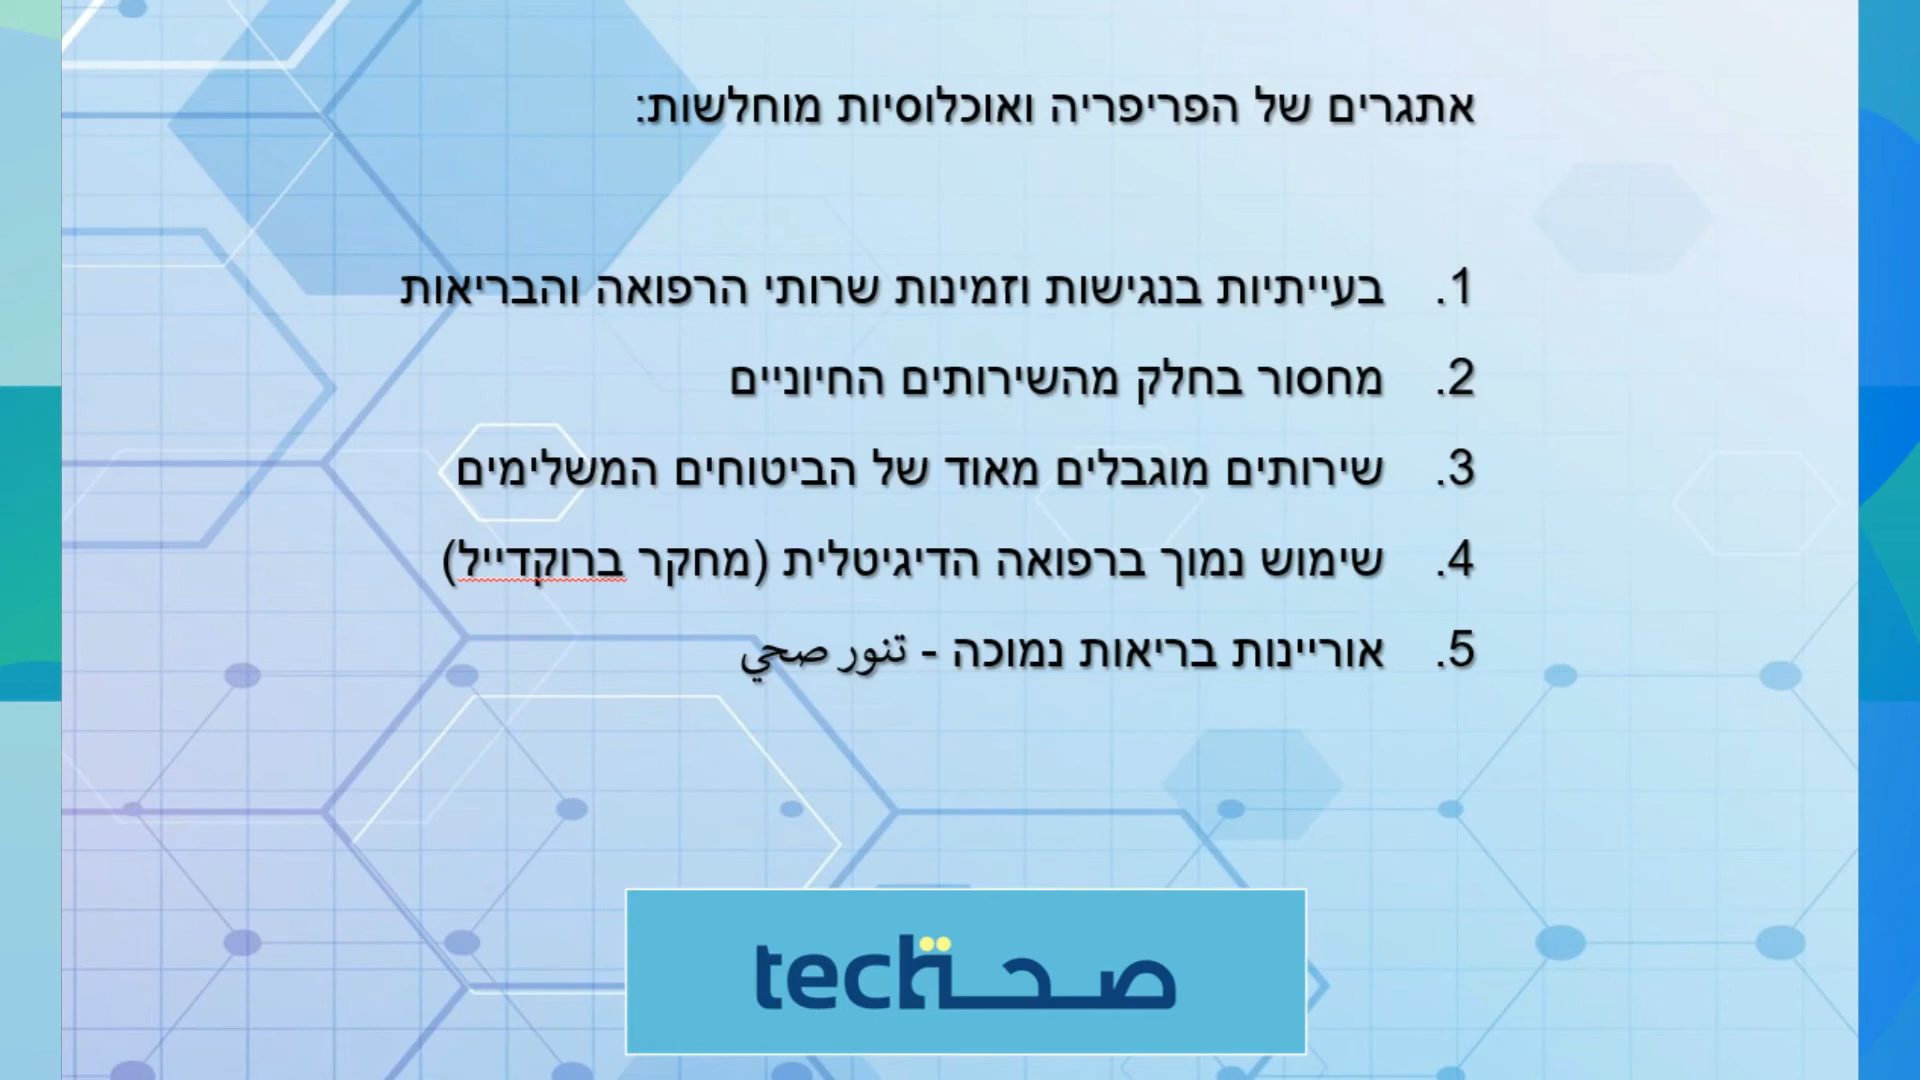 אתגרים של הפריפריה ואוכלוסיות מוחלשות:
1. בעייתיות בנגישות וזמינות שרותי הרפואה והבריאות
2. מחסור בחלק מהשירותים החיוניים
3. שירותים מוגבלים מאוד של הביטוחים המשלימים
4. שימוש נמוך ברפואה הדיגיטלית (מחקר ברוקדייל)
5. אוריינות בריאות נמוכה - تنور صحي
صحة tech